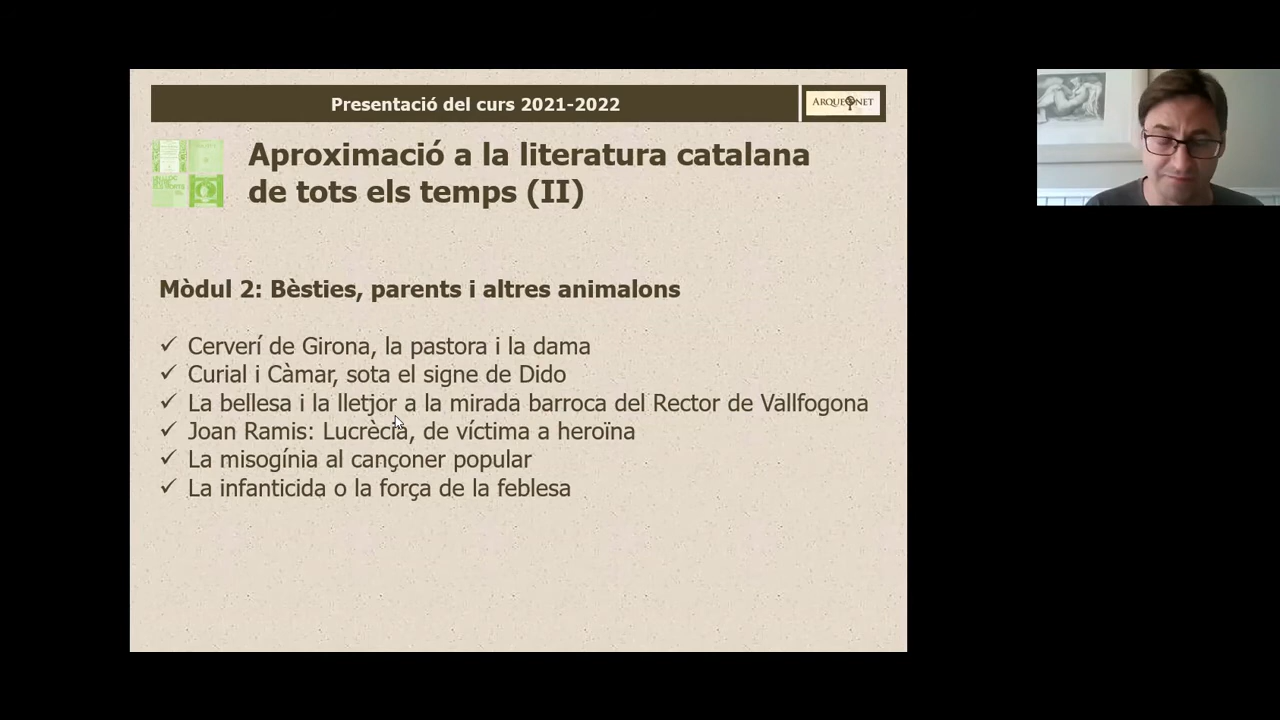 Presentació del curs 2021-2022
ARQUEONET
Aproximació a la literatura catalana
de tots els temps (II)
Mòdul 2: Bèsties, parents i altres animalons
✓ Cerverí de Girona, la pastora i la dama
✓ Curial i Càmar, sota el signe de Dido
✓ La bellesa i la lletjor a la mirada barroca del Rector de Vallfogona
✓ Joan Ramis: Lucrècia, de víctima a heroïna
✓ La misogínia al cançoner popular
✓ La infanticida o la força de la feblesa